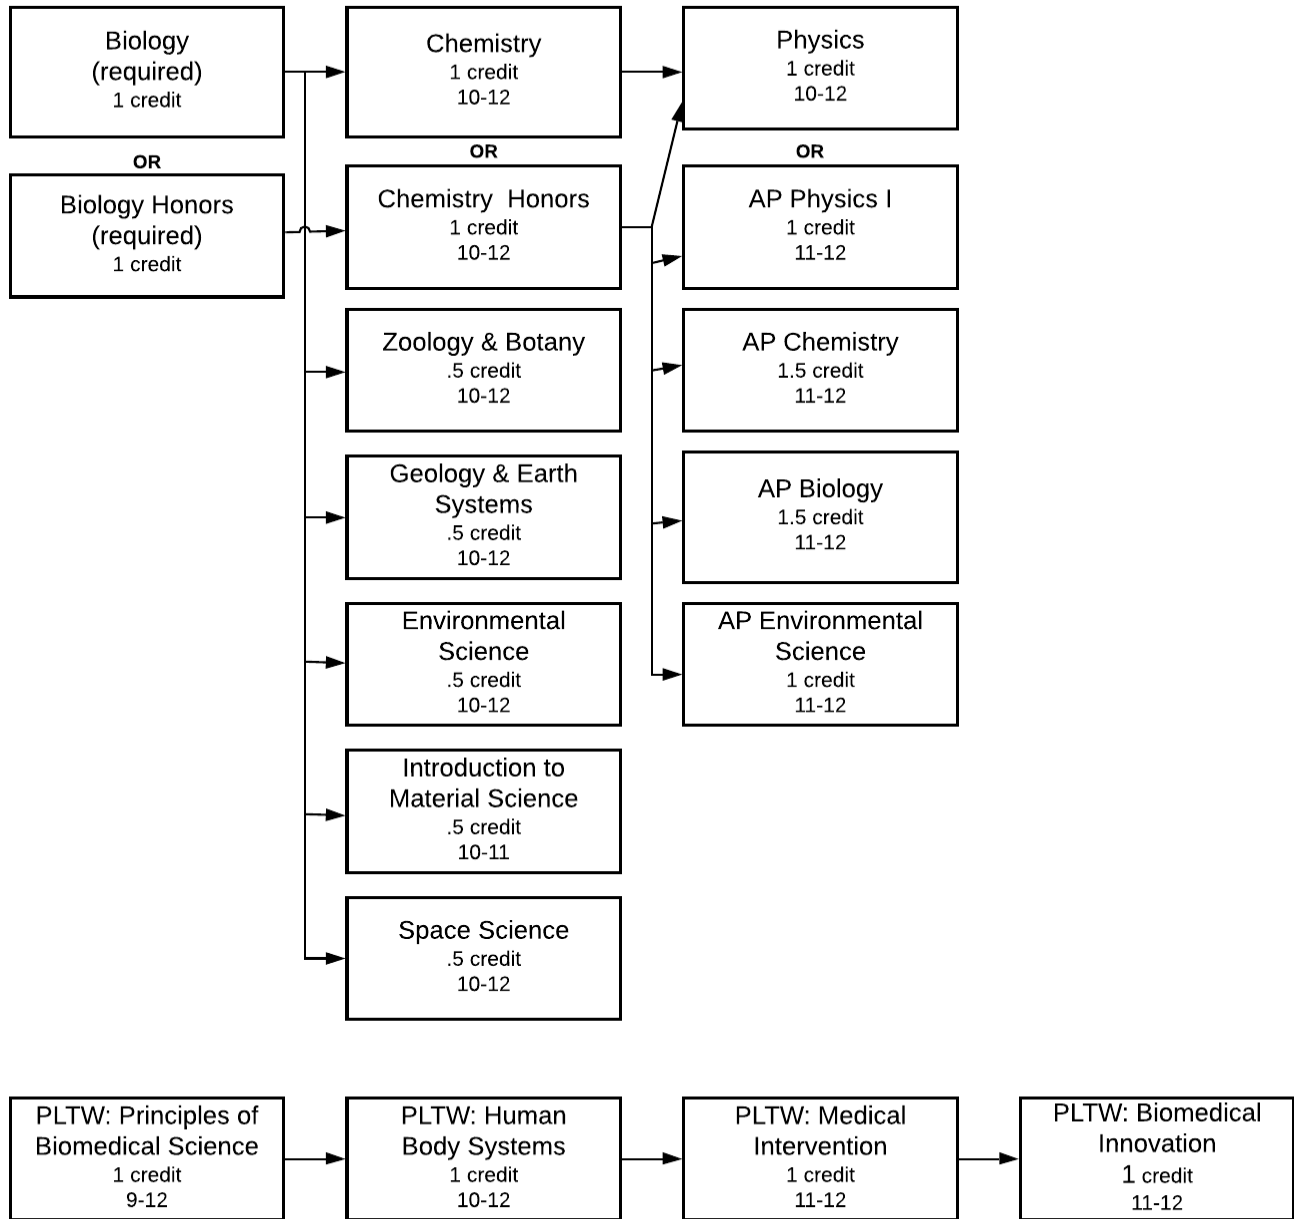 Biology
(required)
1 credit
OR
Biology Honors
(required)
1 credit
Chemistry
1 credit
10-12
OR
Chemistry  Honors
1 credit
10-12
Zoology & Botany
.5 credit
10-12
Geology & Earth
Systems
.5 credit
10-12
Environmental
Science
.5 credit
10-12
Introduction to
Material Science
.5 credit
10-11
Space Science
.5 credit
10-12
Physics
1 credit
10-12
OR
AP Physics I
1 credit
11-12
AP Chemistry
1.5 credit
11-12
AP Biology
1.5 credit
11-12
AP Environmental
Science
1 credit
11-12
PLTW: Principles of
Biomedical Science
1 credit
9-12
PLTW: Human
Body Systems
1 credit
10-12
PLTW: Medical
Intervention
1 credit
11-12
PLTW: Biomedical
Innovation
1 credit
11-12